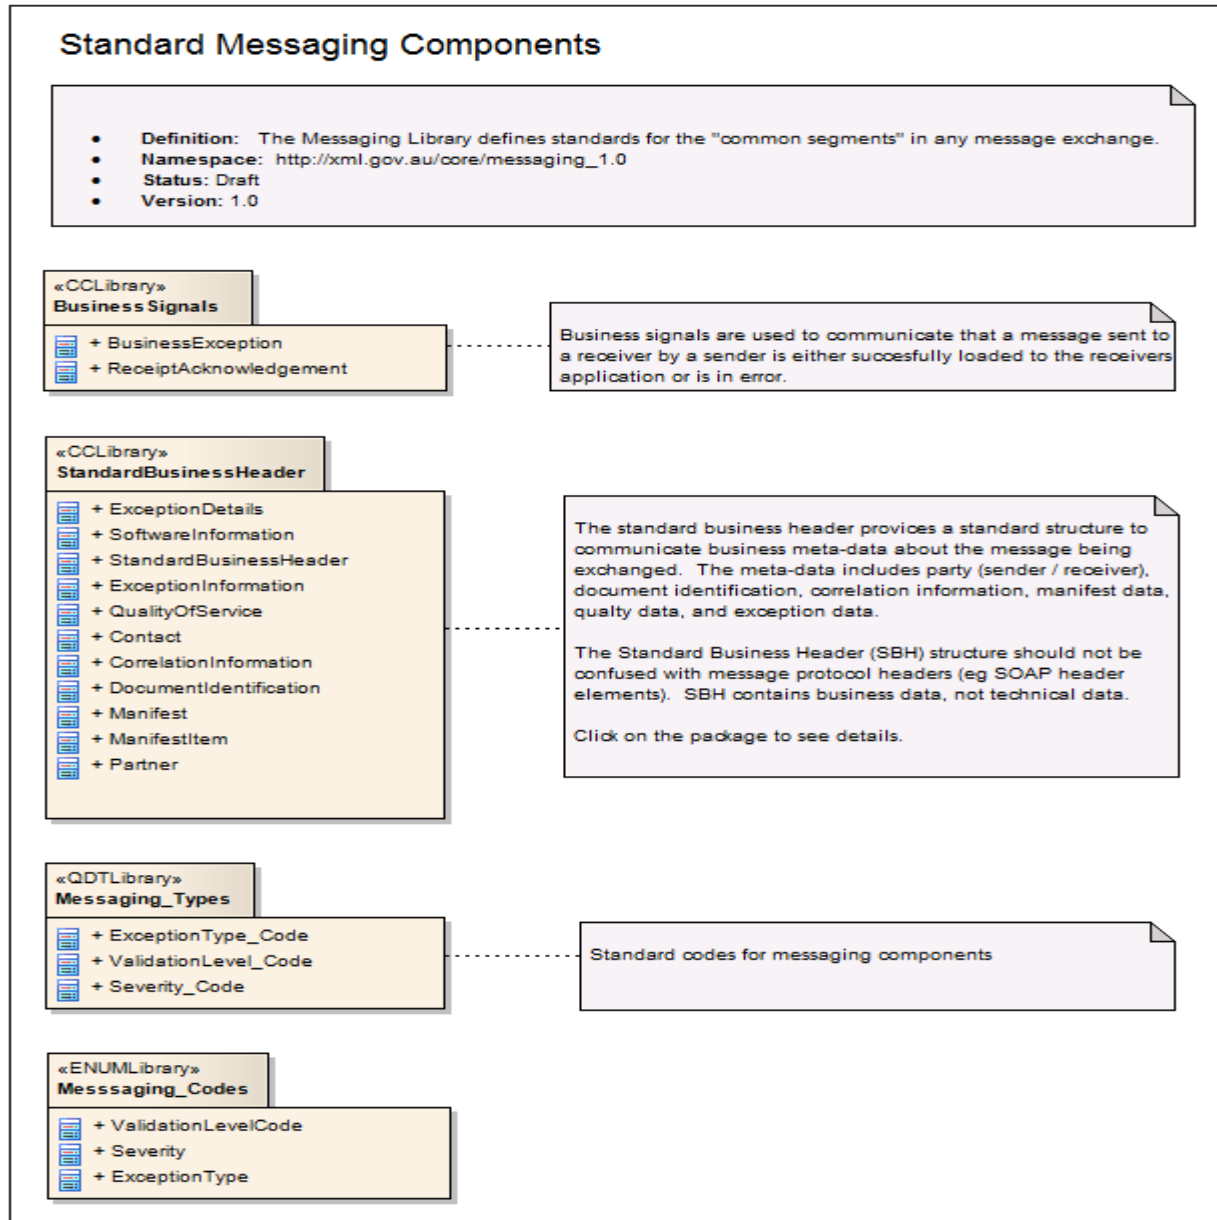 Standard Messaging Components
• Definition: The Messaging Library defines standards for the "common segments" in any message exchange.
• Namespace: http://xml.gov.au/core/messaging_1.0
• Status: Draft
• Version: 1.0
«CCLibrary»
BusinessSignals
+ BusinessException
+ ReceiptAcknowledgement
Business signals are used to communicate that a message sent to
a receiver by a sender is either succesfully loaded to the receivers
application or is in error.
«CCLibrary»
StandardBusinessHeader
+ ExceptionDetails
+ SoftwareInformation
+ StandardBusinessHeader
+ ExceptionInformation
+ QualityOfService
+ Contact
+ CorrelationInformation
+ DocumentIdentification
+ Manifest
+ ManifestItem
+ Partner
The standard business header provices a standard structure to
communicate business meta-data about the message being
exchanged. The meta-data includes party (sender / receiver),
document identification, correlation information, manifest data,
qualty data, and exception data.
The Standard Business Header (SBH) structure should not be
confused with message protocol headers (eg SOAP header
elements). SBH contains business data, not technical data.
Click on the package to see details.
«QDTLibrary»
Messaging_Types
+ ExceptionType_Code
+ ValidationLevel_Code
+ Severity_Code
Standard codes for messaging components
«ENUMLibrary»
Messsaging_Codes
+ ValidationLevelCode
+ Severity
+ ExceptionType